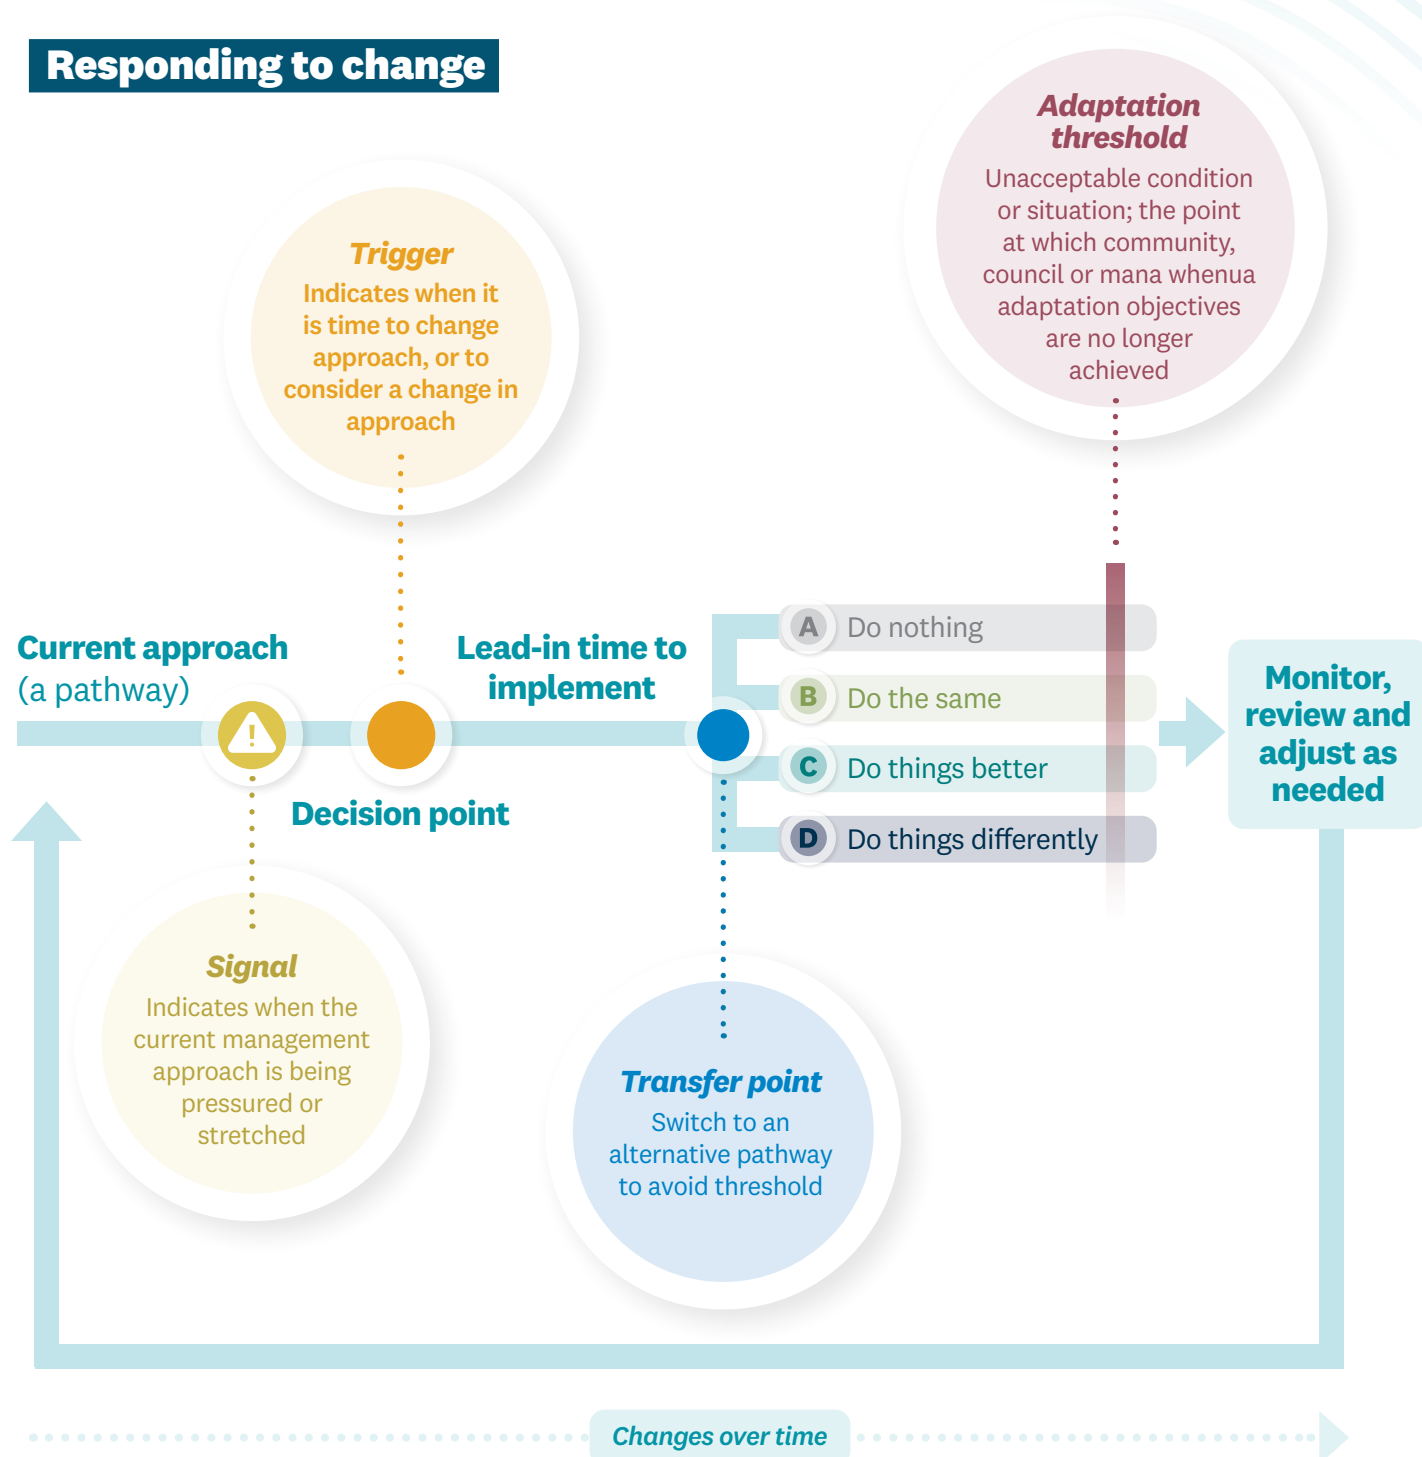 Responding to change
Adaptation
threshold
Unacceptable condition
or situation; the point
at which community,
council or mana whenua
adaptation objectives
are no longer
achieved
Trigger
Indicates when it
is time to change
approach, or to
consider a change in
approach
Current approach
(a pathway)
!
Decision point
Lead-in time to
implement
A Do nothing
B Do the same
C Do things better
D Do things differently
Monitor,
review and
adjust as
needed
Signal
Indicates when the
current management
approach is being
pressured or
stretched
Transfer point
Switch to an
alternative pathway
to avoid threshold
Changes over time